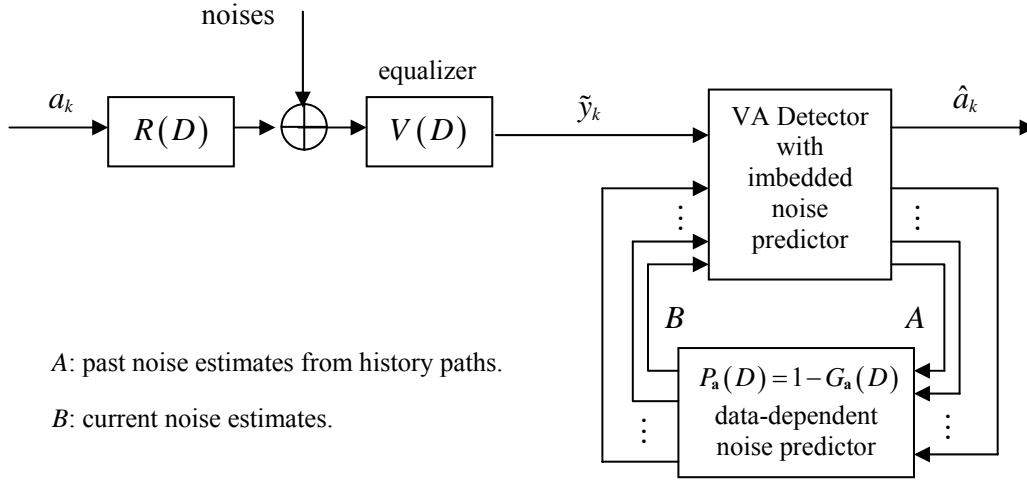 noises
equalizer
a_k
R(D)
V(D)
ỹ_k
VA Detector
with
imbedded
noise
predictor
â_k
⋮
⋮
B
A
A: past noise estimates from history paths.
B: current noise estimates.
P_a(D) = 1 − G_a(D)
data-dependent
noise predictor
⋮
⋮